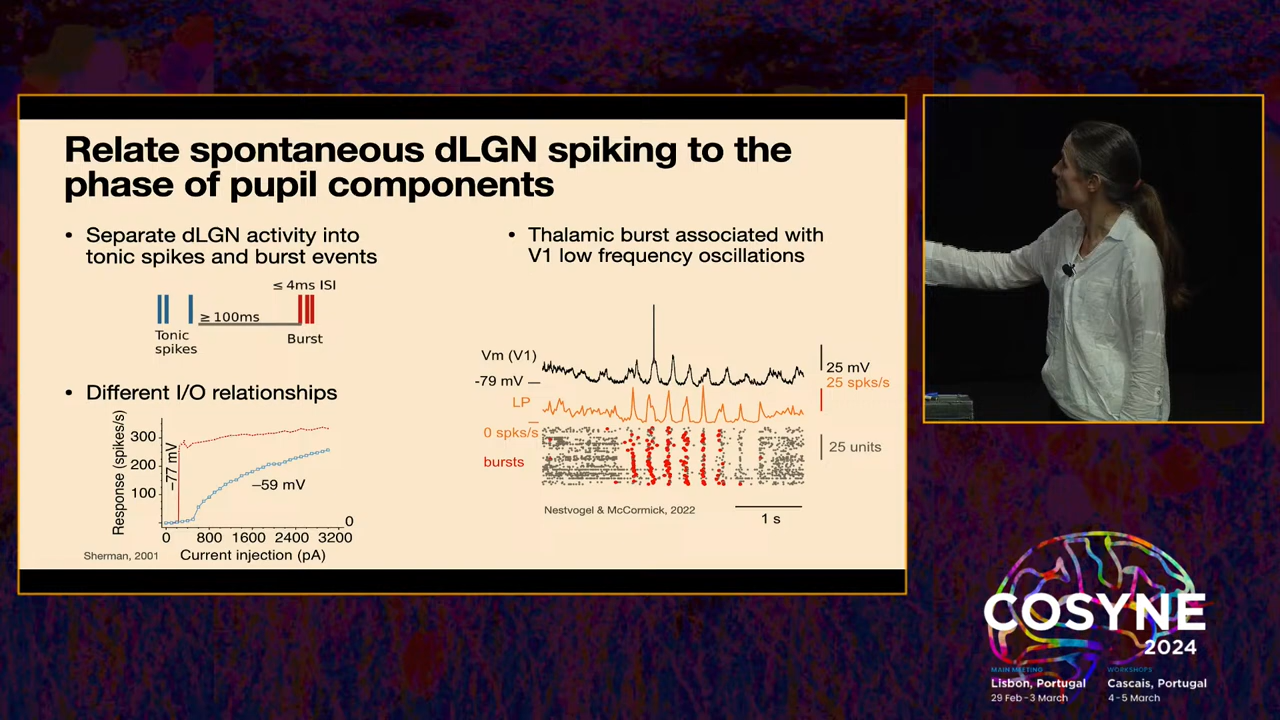 Relate spontaneous dLGN spiking to the
phase of pupil components
• Separate dLGN activity into
tonic spikes and burst events
≤ 4ms ISI
≥ 100ms
Tonic
spikes
Burst
• Different I/O relationships
Response (spikes/s)
300
200
100
−77 mV
−59 mV
0
0 800 1600 2400 3200
Current injection (pA)
Sherman, 2001
• Thalamic burst associated with
V1 low frequency oscillations
Vm (V1)
-79 mV
25 mV
25 spks/s
LP
0 spks/s
bursts
25 units
Nestvogel & McCormick, 2022
1 s
COSYNE
2024
MAIN MEETING
Lisbon, Portugal
29 Feb - 3 March
WORKSHOPS
Cascais, Portugal
4 - 5 March